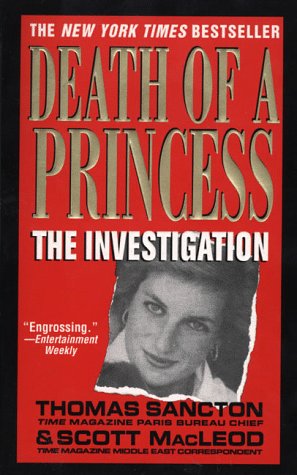 THE NEW YORK TIMES BESTSELLER
DEATH OF A
PRINCESS
THE INVESTIGATION
“Engrossing.”
—Entertainment
Weekly
THOMAS SANCTON
TIME MAGAZINE PARIS BUREAU CHIEF
& SCOTT MACLEOD
TIME MAGAZINE MIDDLE EAST CORRESPONDENT